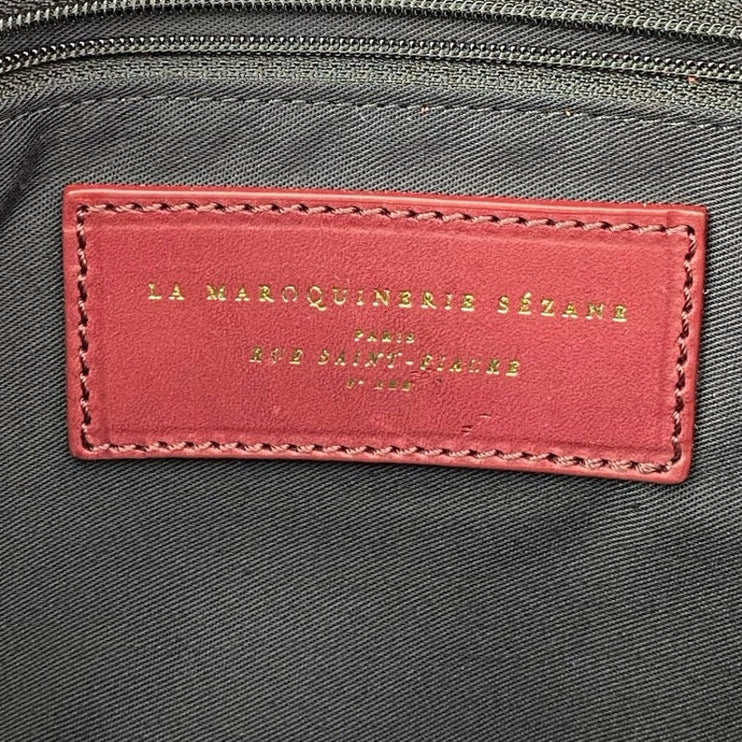 LA MAROQUINERIE SÉZANE
PARIS
RUE SAINT-FIACRE